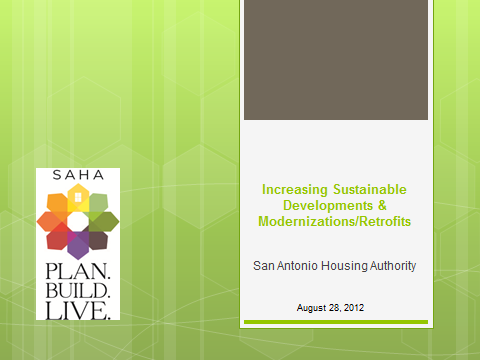 SAHA
PLAN.
BUILD.
LIVE.
Increasing Sustainable
Developments &
Modernizations/Retrofits
San Antonio Housing Authority
August 28, 2012